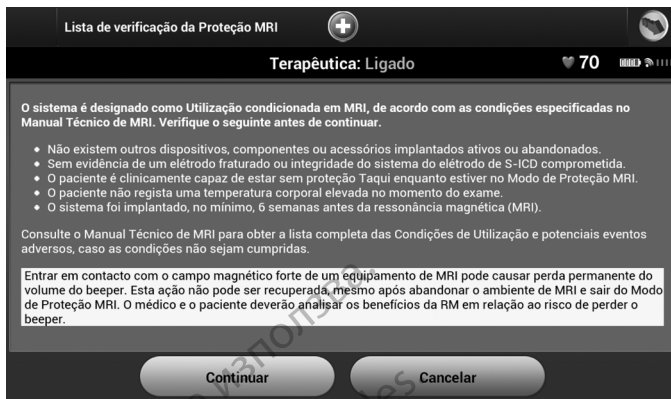 Lista de verificação da Proteção MRI
Terapêutica: Ligado
70
O sistema é designado como Utilização condicionada em MRI, de acordo com as condições especificadas no
Manual Técnico de MRI. Verifique o seguinte antes de continuar.
• Não existem outros dispositivos, componentes ou acessórios implantados ativos ou abandonados.
• Sem evidência de um elétrodo fraturado ou integridade do sistema do elétrodo de S-ICD comprometida.
• O paciente é clinicamente capaz de estar sem proteção Taqui enquanto estiver no Modo de Proteção MRI.
• O paciente não regista uma temperatura corporal elevada no momento do exame.
• O sistema foi implantado, no mínimo, 6 semanas antes da ressonância magnética (MRI).
Consulte o Manual Técnico de MRI para obter a lista completa das Condições de Utilização e potenciais eventos
adversos, caso as condições não sejam cumpridas.
Entrar em contacto com o campo magnético forte de um equipamento de MRI pode causar perda permanente do
volume do beeper. Esta ação não pode ser recuperada, mesmo após abandonar o ambiente de MRI e sair do Modo
de Proteção MRI. O médico e o paciente deverão analisar os benefícios da RM em relação ao risco de perder o
beeper.
Continuar
Cancelar